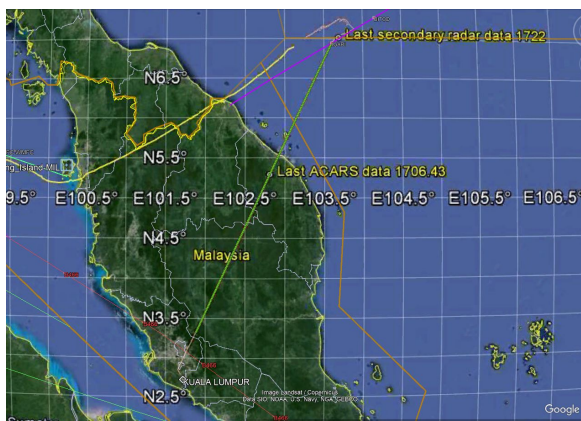 Last secondary radar data 1722
N6.5°
ng_Island-MIL
N5.5°
Last ACARS data 1706.43
9.5° E100.5° E101.5° E102.5° E103.5° E104.5° E105.5° E106.5°
N4.5°
Malaysia
N3.5°
KUALA LUMPUR
N2.5°
Image Landsat / Copernicus
Data SIO, NOAA, U.S. Navy, NGA, GEBCO
Google